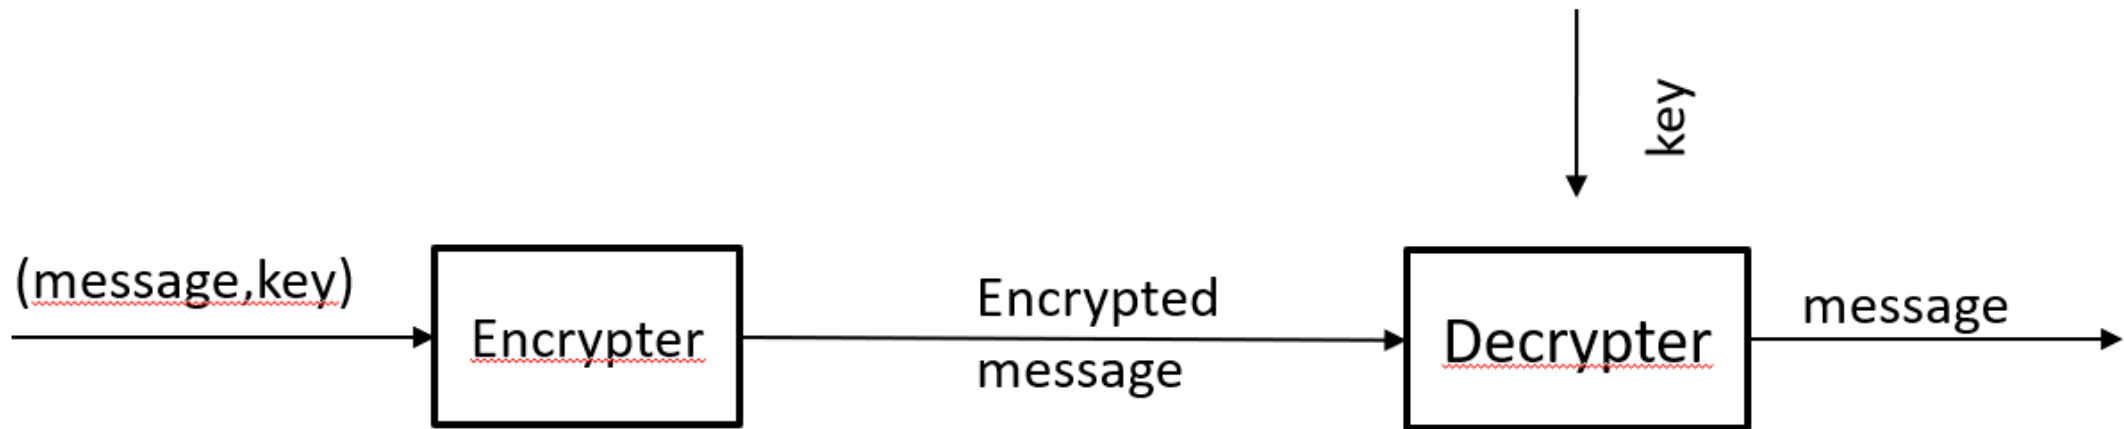 key
(message,key)
Encrypter
Encrypted
message
Decrypter
message